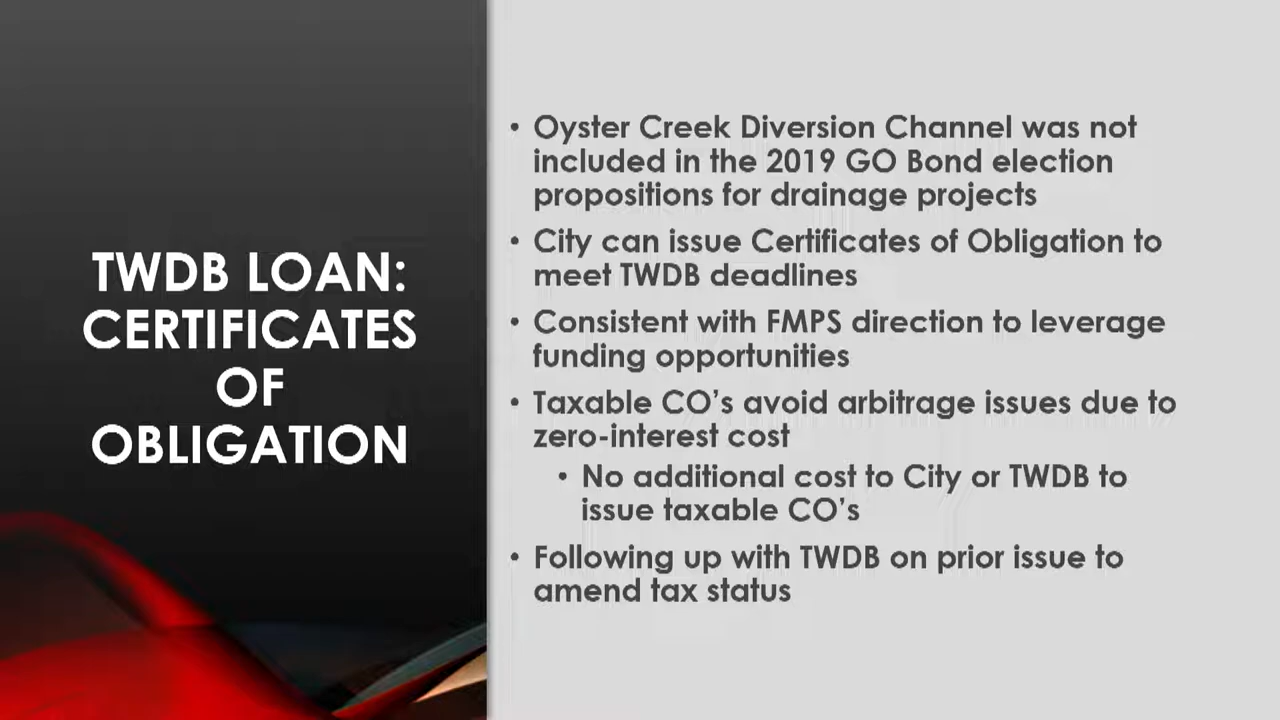 TWDB LOAN:
CERTIFICATES
OF
OBLIGATION
• Oyster Creek Diversion Channel was not
included in the 2019 GO Bond election
propositions for drainage projects
• City can issue Certificates of Obligation to
meet TWDB deadlines
• Consistent with FMPS direction to leverage
funding opportunities
• Taxable CO’s avoid arbitrage issues due to
zero-interest cost
• No additional cost to City or TWDB to
issue taxable CO’s
• Following up with TWDB on prior issue to
amend tax status